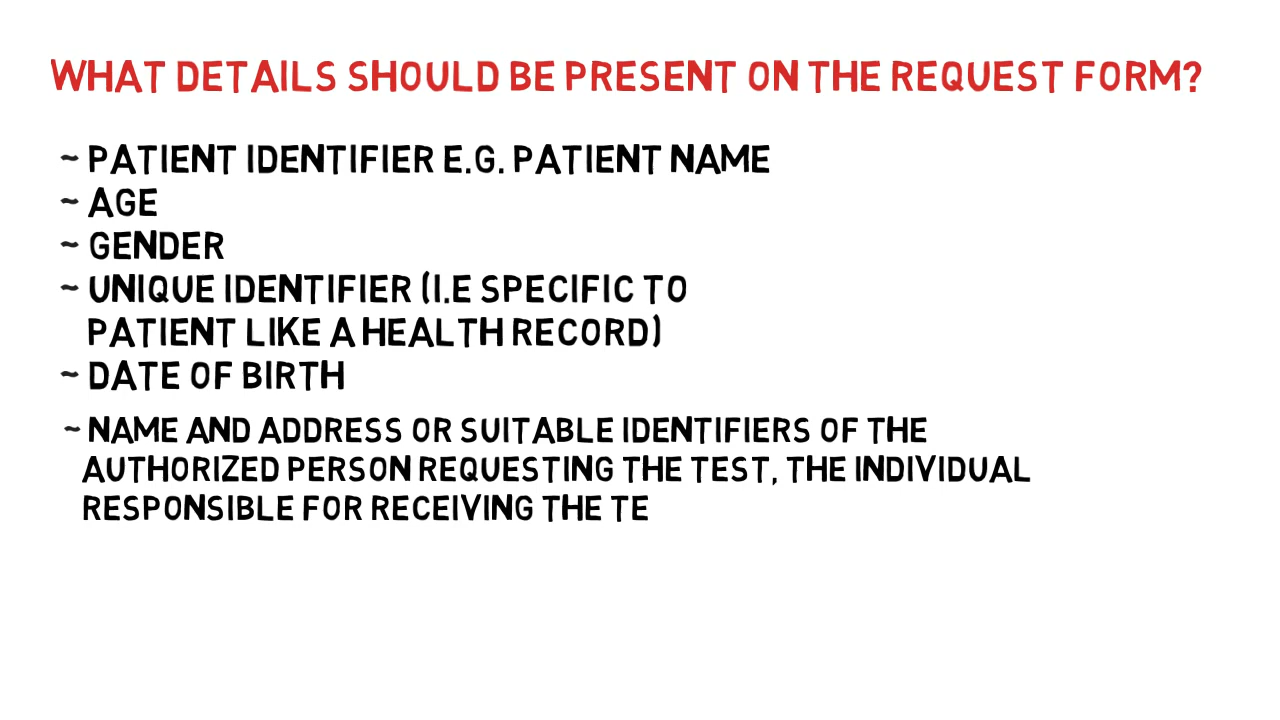 WHAT DETAILS SHOULD BE PRESENT ON THE REQUEST FORM?
~ PATIENT IDENTIFIER E.G. PATIENT NAME
~ AGE
~ GENDER
~ UNIQUE IDENTIFIER (I.E SPECIFIC TO
PATIENT LIKE A HEALTH RECORD)
~ DATE OF BIRTH
~ NAME AND ADDRESS OR SUITABLE IDENTIFIERS OF THE
AUTHORIZED PERSON REQUESTING THE TEST, THE INDIVIDUAL
RESPONSIBLE FOR RECEIVING THE TE